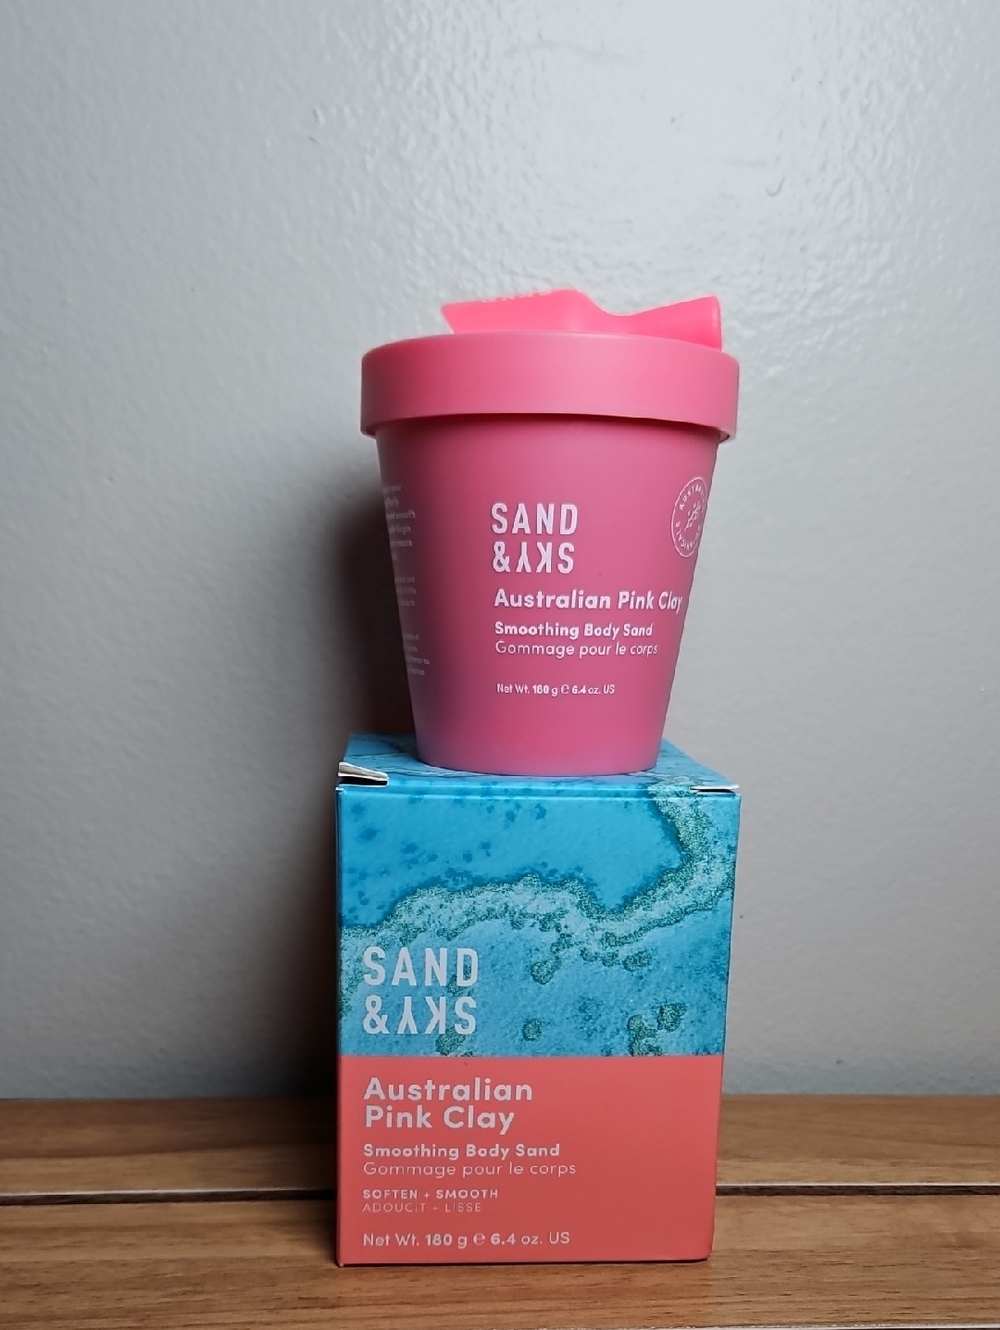 SAND
&SKY
Australian Pink Clay
Smoothing Body Sand
Gommage pour le corps
Net Wt. 180 g ℮ 6.4 oz. US
SAND
&SKY
Australian
Pink Clay
Smoothing Body Sand
Gommage pour le corps
SOFTEN + SMOOTH
ADOUCIT + LISSE
Net Wt. 180 g ℮ 6.4 oz. US